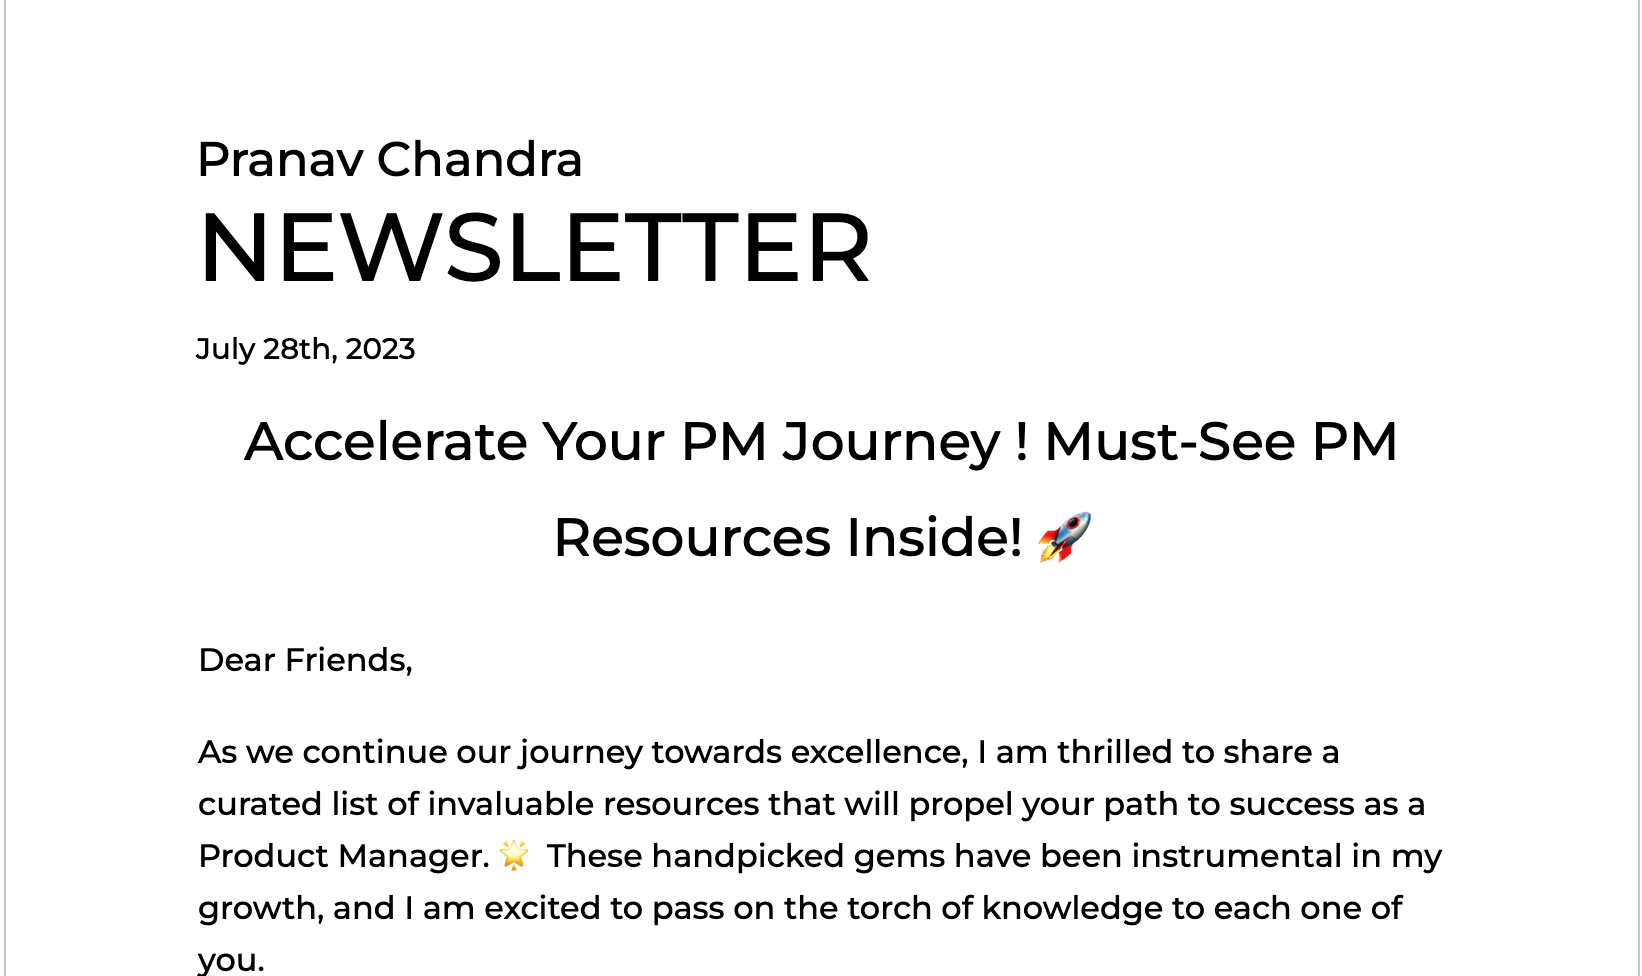 Pranav Chandra
NEWSLETTER
July 28th, 2023
Accelerate Your PM Journey ! Must-See PM
Resources Inside! 🚀
Dear Friends,
As we continue our journey towards excellence, I am thrilled to share a
curated list of invaluable resources that will propel your path to success as a
Product Manager. 🌟 These handpicked gems have been instrumental in my
growth, and I am excited to pass on the torch of knowledge to each one of
you.